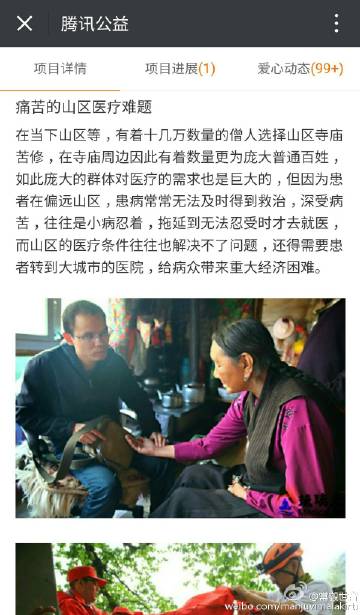 腾讯公益
项目详情
项目进展(1)
爱心动态(99+)
痛苦的山区医疗难题
在当下山区等，有着十几万数量的僧人选择山区寺庙
苦修，在寺庙周边因此有着数量更为庞大普通百姓，
如此庞大的群体对医疗的需求也是巨大的，但因为患
者在偏远山区，患病常常无法及时得到救治，深受病
苦，往往是小病忍着，拖延到无法忍受时才去就医，
而山区的医疗条件往往也解决不了问题，还得需要患
者转到大城市的医院，给病众带来重大经济困难。